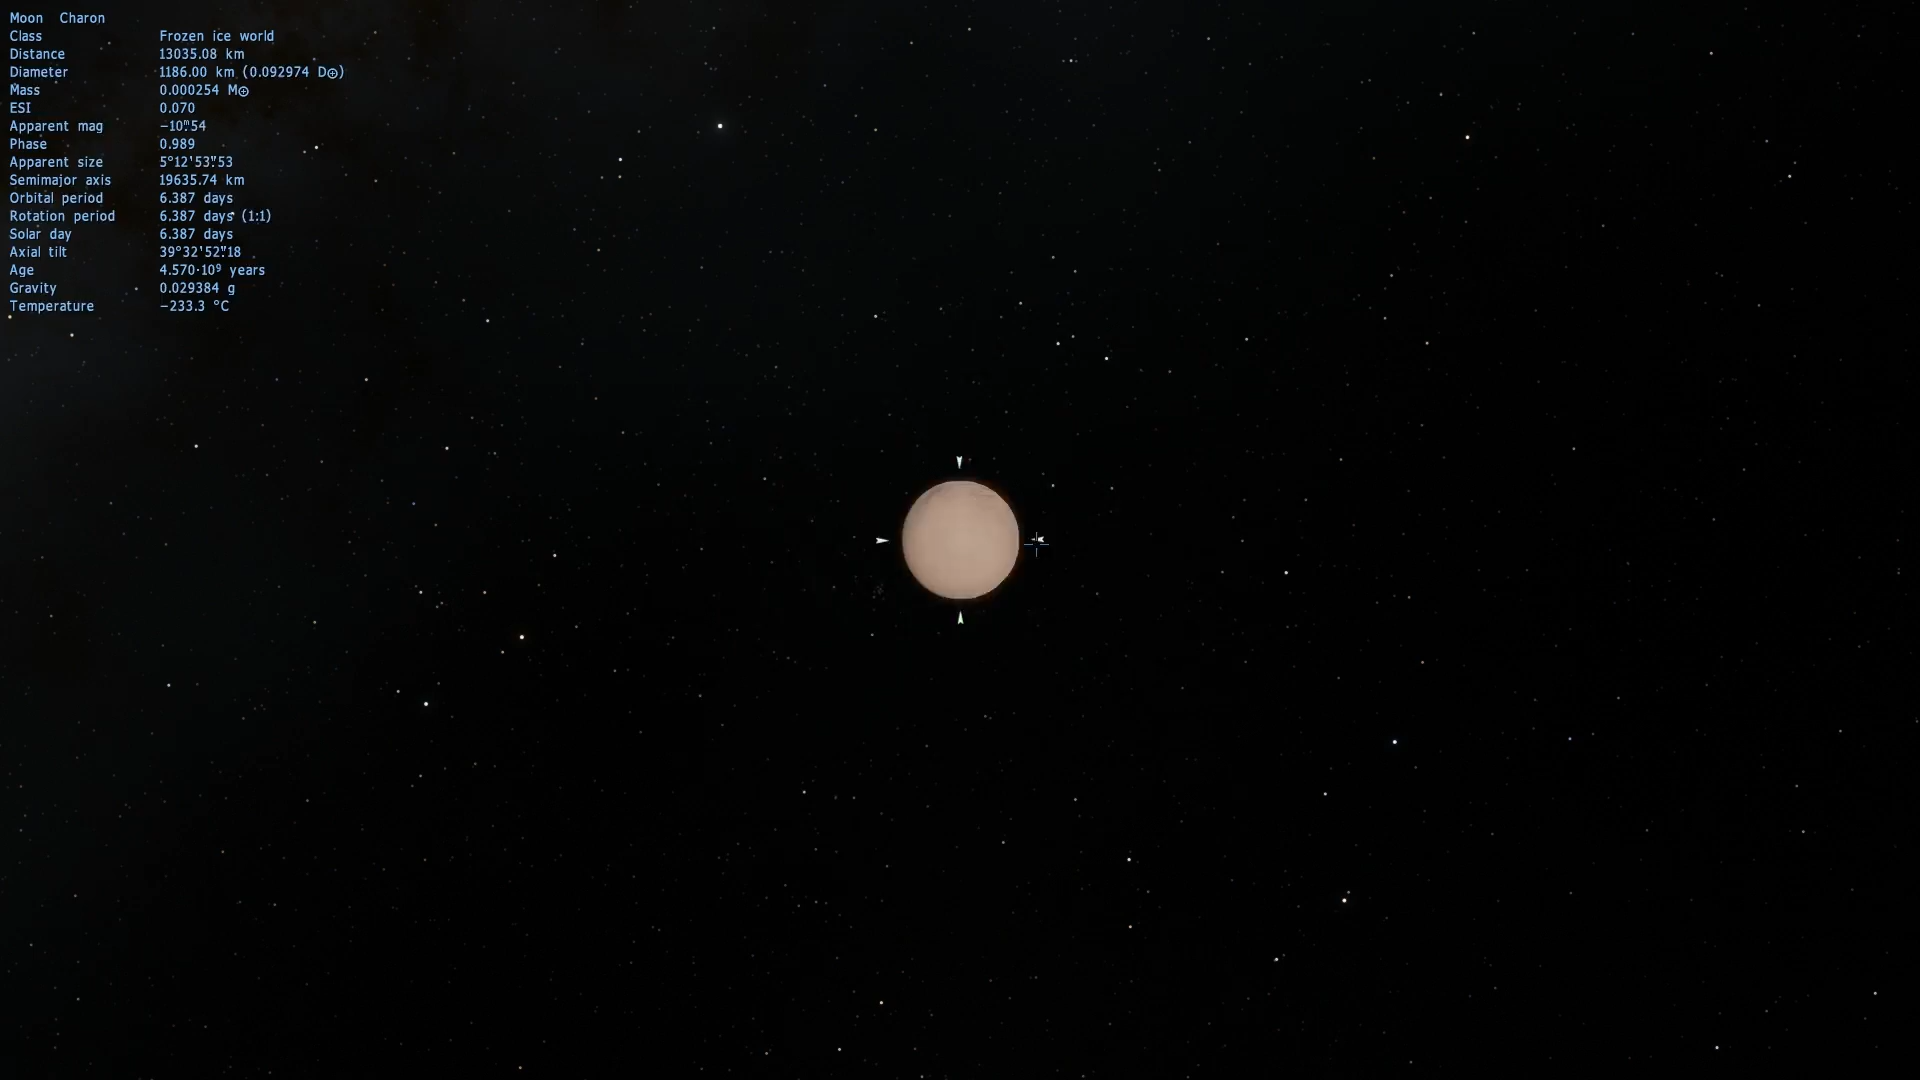 Moon Charon
Class Frozen ice world
Distance 13035.08 km
Diameter 1186.00 km (0.092974 D⊕)
Mass 0.000254 M⊕
ESI 0.070
Apparent mag −10ᵐ.54
Phase 0.989
Apparent size 5°12'53".53
Semimajor axis 19635.74 km
Orbital period 6.387 days
Rotation period 6.387 days (1:1)
Solar day 6.387 days
Axial tilt 39°32'52".18
Age 4.570·10⁹ years
Gravity 0.029384 g
Temperature −233.3 °C